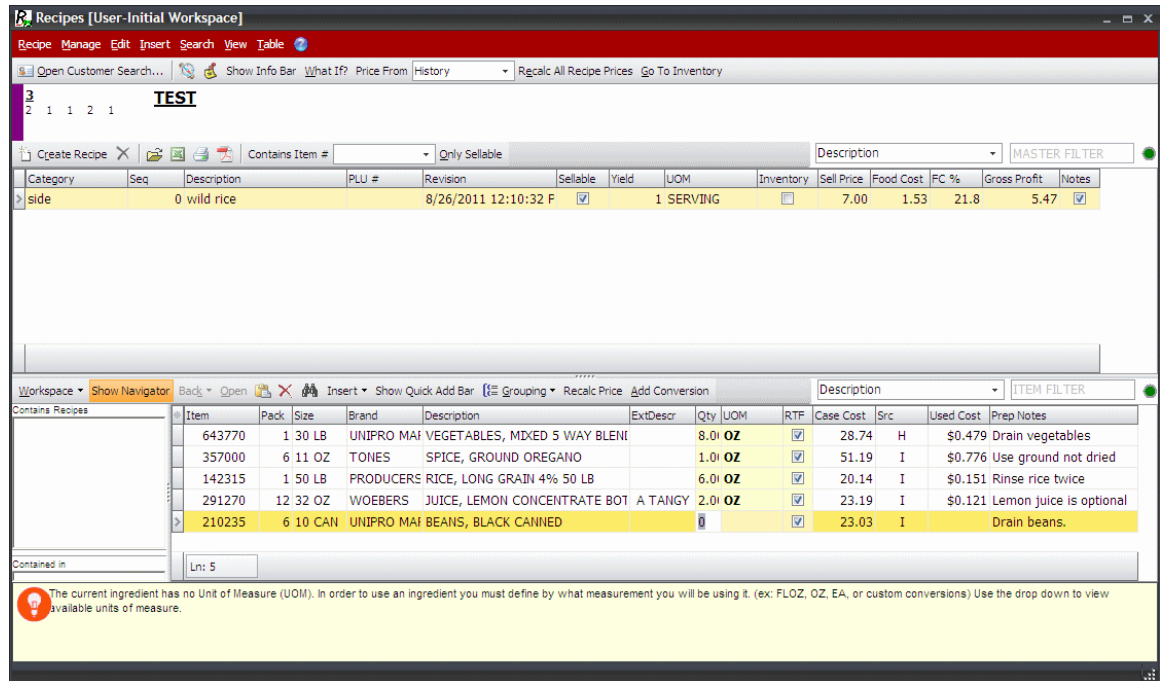 Recipes [User-Initial Workspace]
Recipe Manage Edit Insert Search View Table
Open Customer Search... Show Info Bar What If? Price From History Recalc All Recipe Prices Go To Inventory
3 TEST
2 1 1 2 1
Create Recipe Contains Item # Only Sellable Description MASTER FILTER
Category Seq Description PLU # Revision Sellable Yield UOM Inventory Sell Price Food Cost FC % Gross Profit Notes
side 0 wild rice 8/26/2011 12:10:32 F 1 SERVING 7.00 1.53 21.8 5.47
Workspace Show Navigator Back Open Insert Show Quick Add Bar Grouping Recalc Price Add Conversion Description ITEM FILTER
Contains Recipes
Item Pack Size Brand Description ExtDescr Qty UOM RTF Case Cost Src Used Cost Prep Notes
643770 1 30 LB UNIPRO MAI VEGETABLES, MIXED 5 WAY BLEND 8.0 OZ 28.74 H $0.479 Drain vegetables
357000 6 11 OZ TONES SPICE, GROUND OREGANO 1.0 OZ 51.19 I $0.776 Use ground not dried
142315 1 50 LB PRODUCERS RICE, LONG GRAIN 4% 50 LB 6.0 OZ 20.14 I $0.151 Rinse rice twice
291270 12 32 OZ WOEBERS JUICE, LEMON CONCENTRATE BOT A TANGY 2.0 OZ 23.19 I $0.121 Lemon juice is optional
210235 6 10 CAN UNIPRO MAI BEANS, BLACK CANNED 0 23.03 I Drain beans.
Contained in
Ln: 5
The current ingredient has no Unit of Measure (UOM). In order to use an ingredient you must define by what measurement you will be using it. (ex: FLOZ, OZ, EA, or custom conversions) Use the drop down to view
available units of measure.